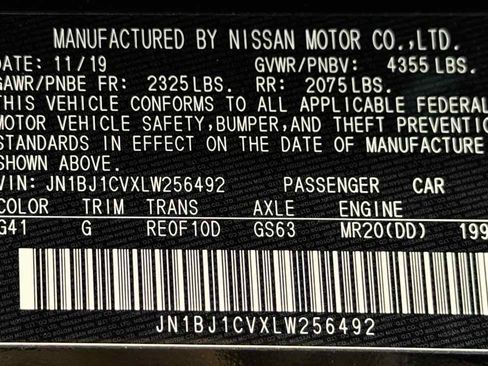 MANUFACTURED BY NISSAN MOTOR CO.,LTD.
DATE: 11/19 GVWR/PNBV: 4355 LBS.
GAWR/PNBE FR: 2325 LBS. RR: 2075 LBS.
THIS VEHICLE CONFORMS TO ALL APPLICABLE FEDERAL
MOTOR VEHICLE SAFETY, BUMPER, AND THEFT PREVENTION
STANDARDS IN EFFECT ON THE DATE OF MANUFACTURE
SHOWN ABOVE.
VIN: JN1BJ1CVXLW256492 PASSENGER CAR
COLOR TRIM TRANS AXLE ENGINE
G41 G RE0F10D GS63 MR20(DD) 199
JN1BJ1CVXLW256492